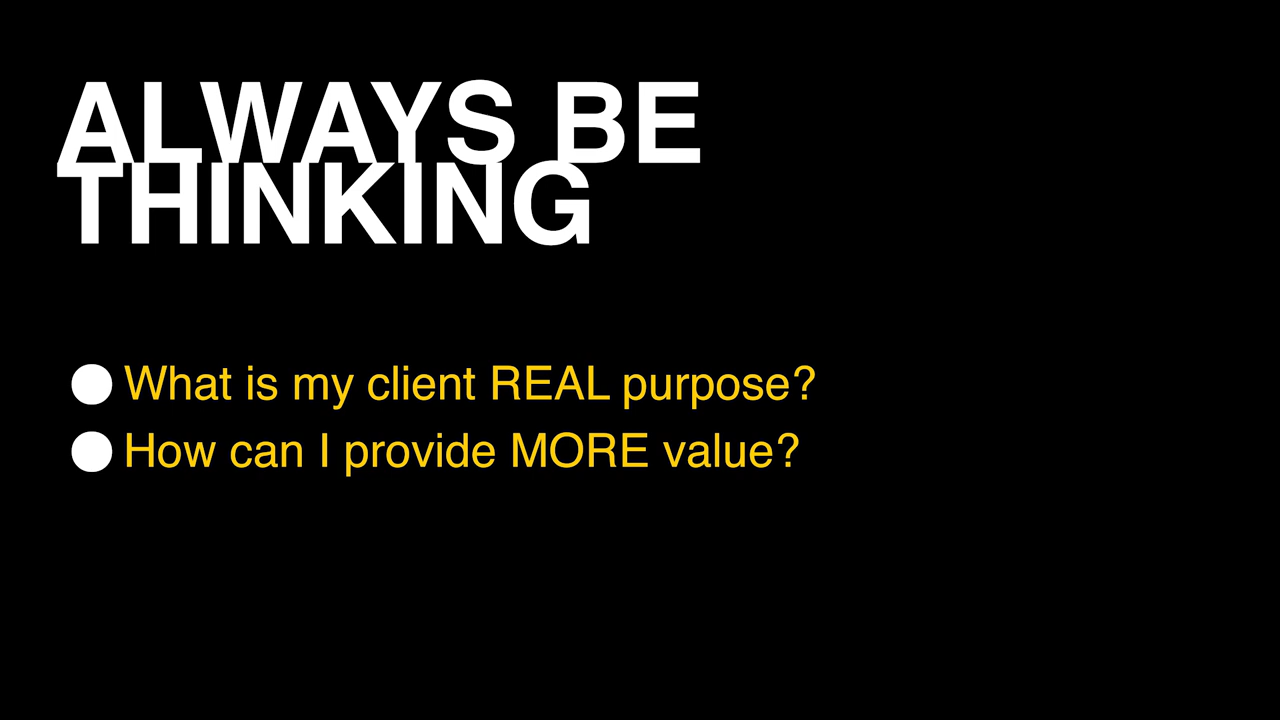 ALWAYS BE
THINKING
What is my client REAL purpose?
How can I provide MORE value?